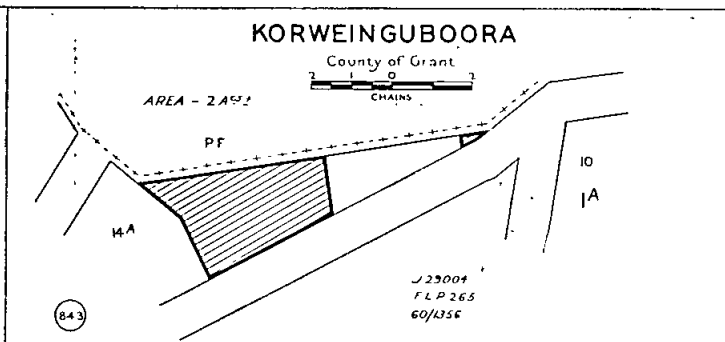 KORWEINGUBOORA
County of Grant
2 1 0 2
CHAINS
AREA - 2A
PF
14A
10
1A
J 29004
F L P 265
60/1356
843